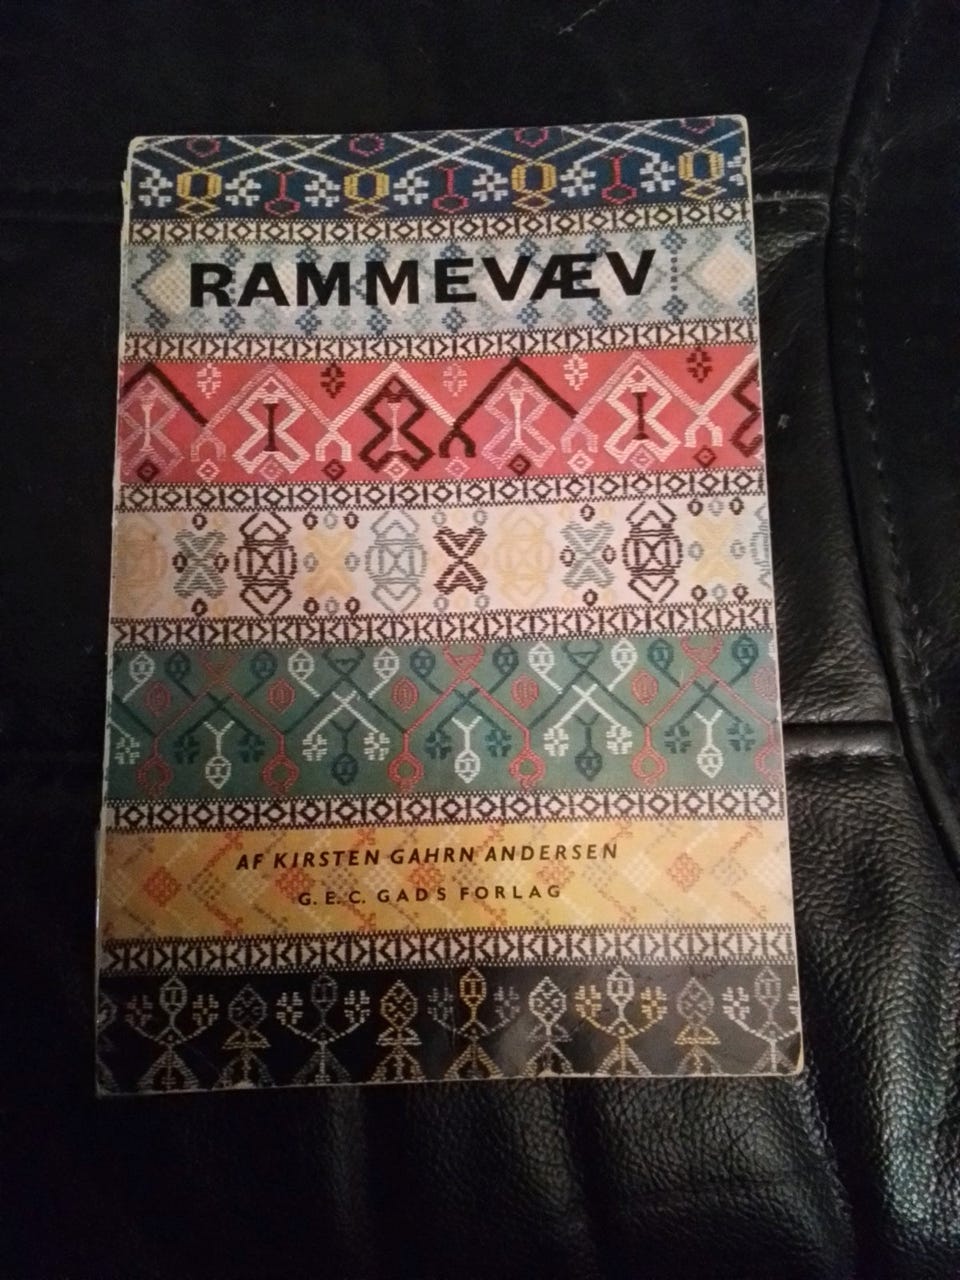 RAMMEVÆV
AF KIRSTEN GAHRN ANDERSEN
G. E. C. GADS FORLAG